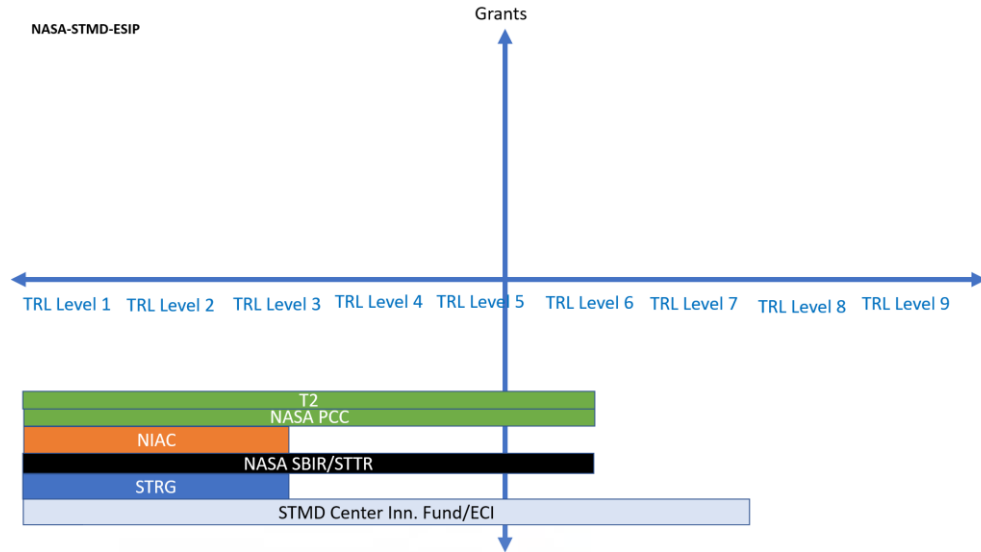 Grants
NASA-STMD-ESIP
TRL Level 1
TRL Level 2
TRL Level 3
TRL Level 4
TRL Level 5
TRL Level 6
TRL Level 7
TRL Level 8
TRL Level 9
T2
NASA PCC
NIAC
NASA SBIR/STTR
STRG
STMD Center Inn. Fund/ECI